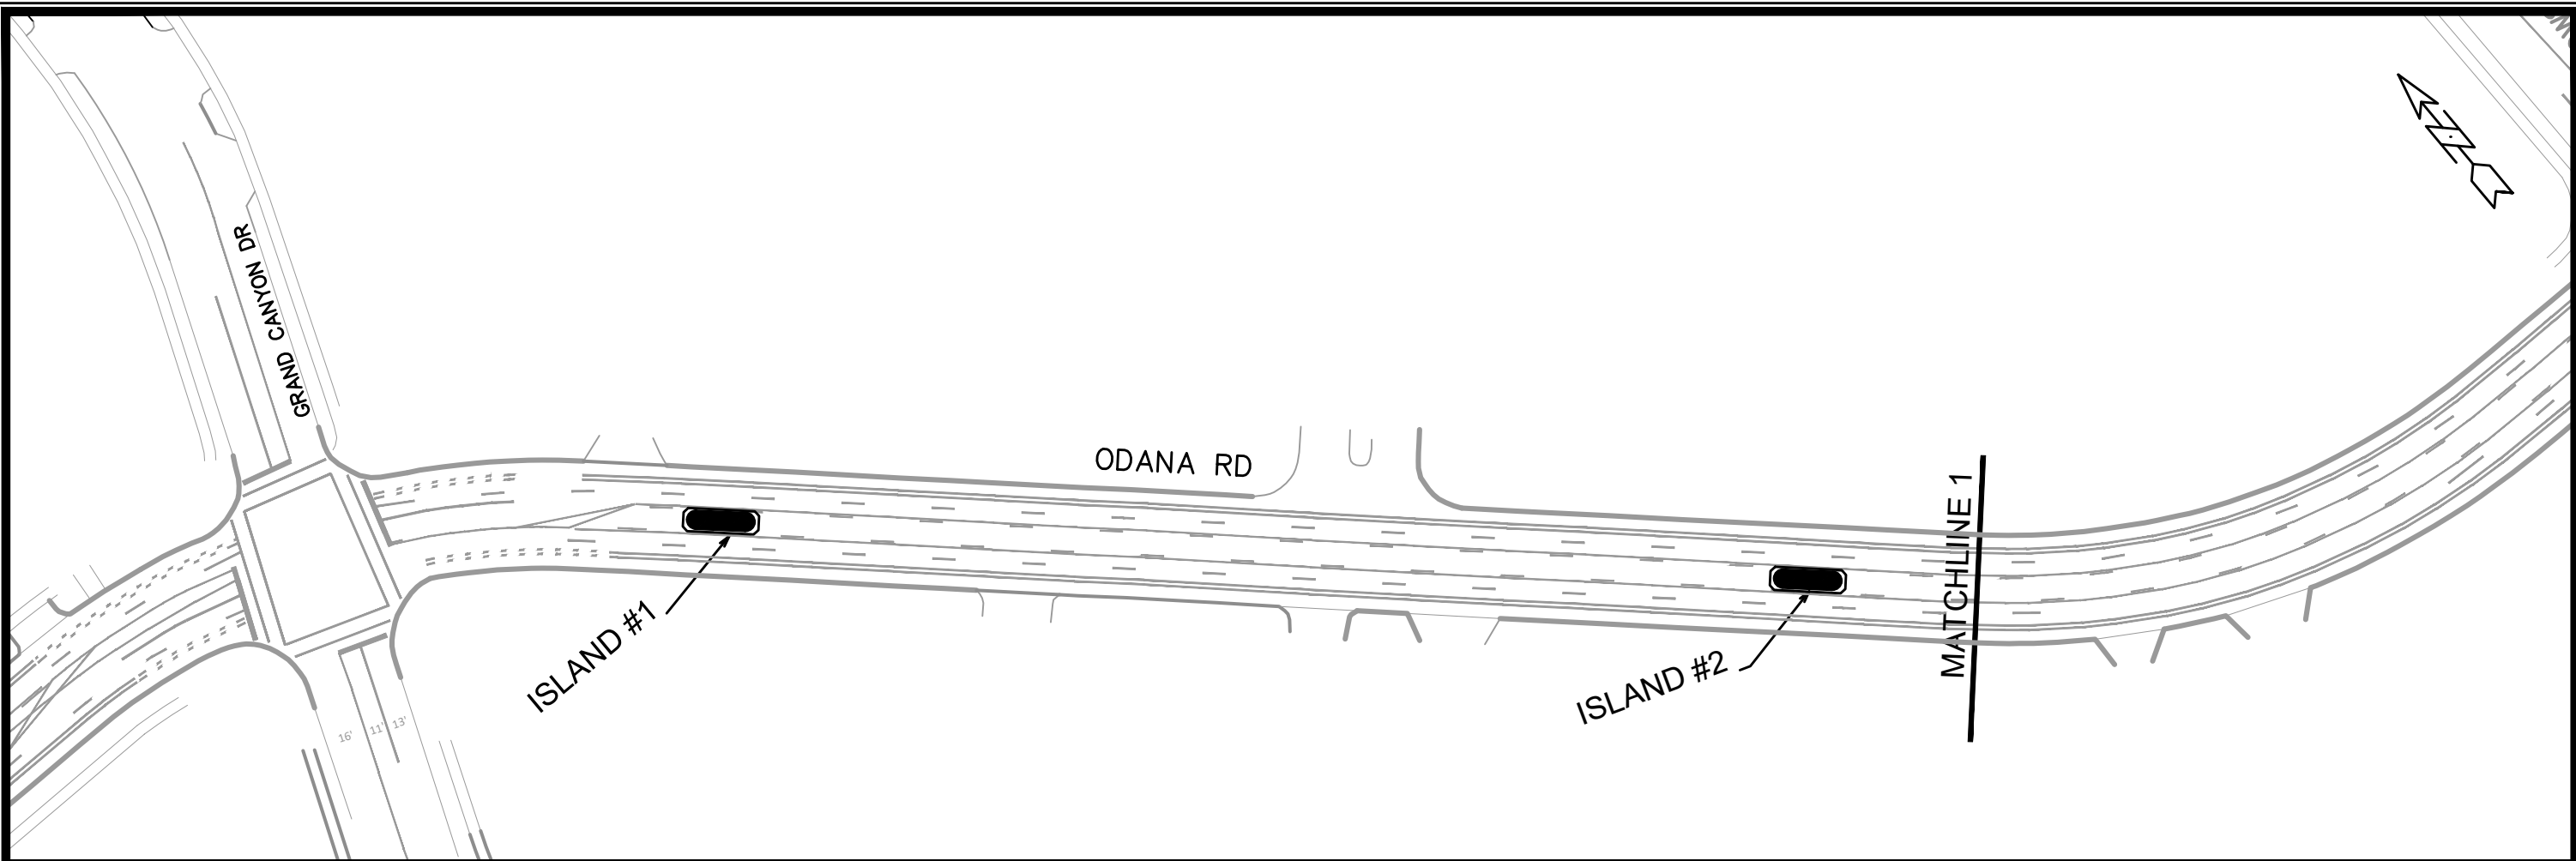 GRAND CANYON DR
ODANA RD
MATCHLINE 1
ISLAND #1
ISLAND #2
16' 11' 13'